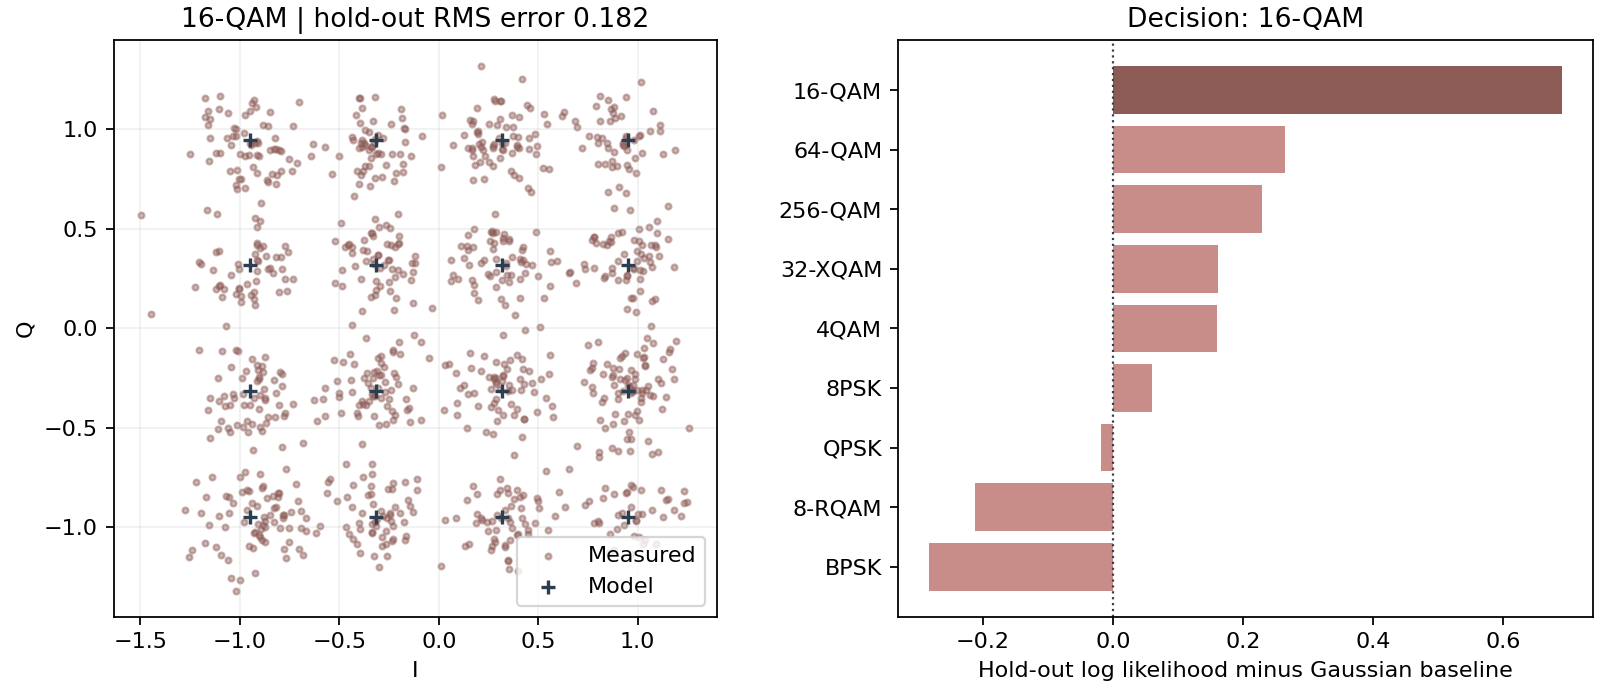 16-QAM | hold-out RMS error 0.182
Q
1.0
0.5
0.0
−0.5
−1.0
−1.5
−1.0
−0.5
0.0
0.5
1.0
I
Measured
Model
Decision: 16-QAM
16-QAM
64-QAM
256-QAM
32-XQAM
4QAM
8PSK
QPSK
8-RQAM
BPSK
−0.2
0.0
0.2
0.4
0.6
Hold-out log likelihood minus Gaussian baseline